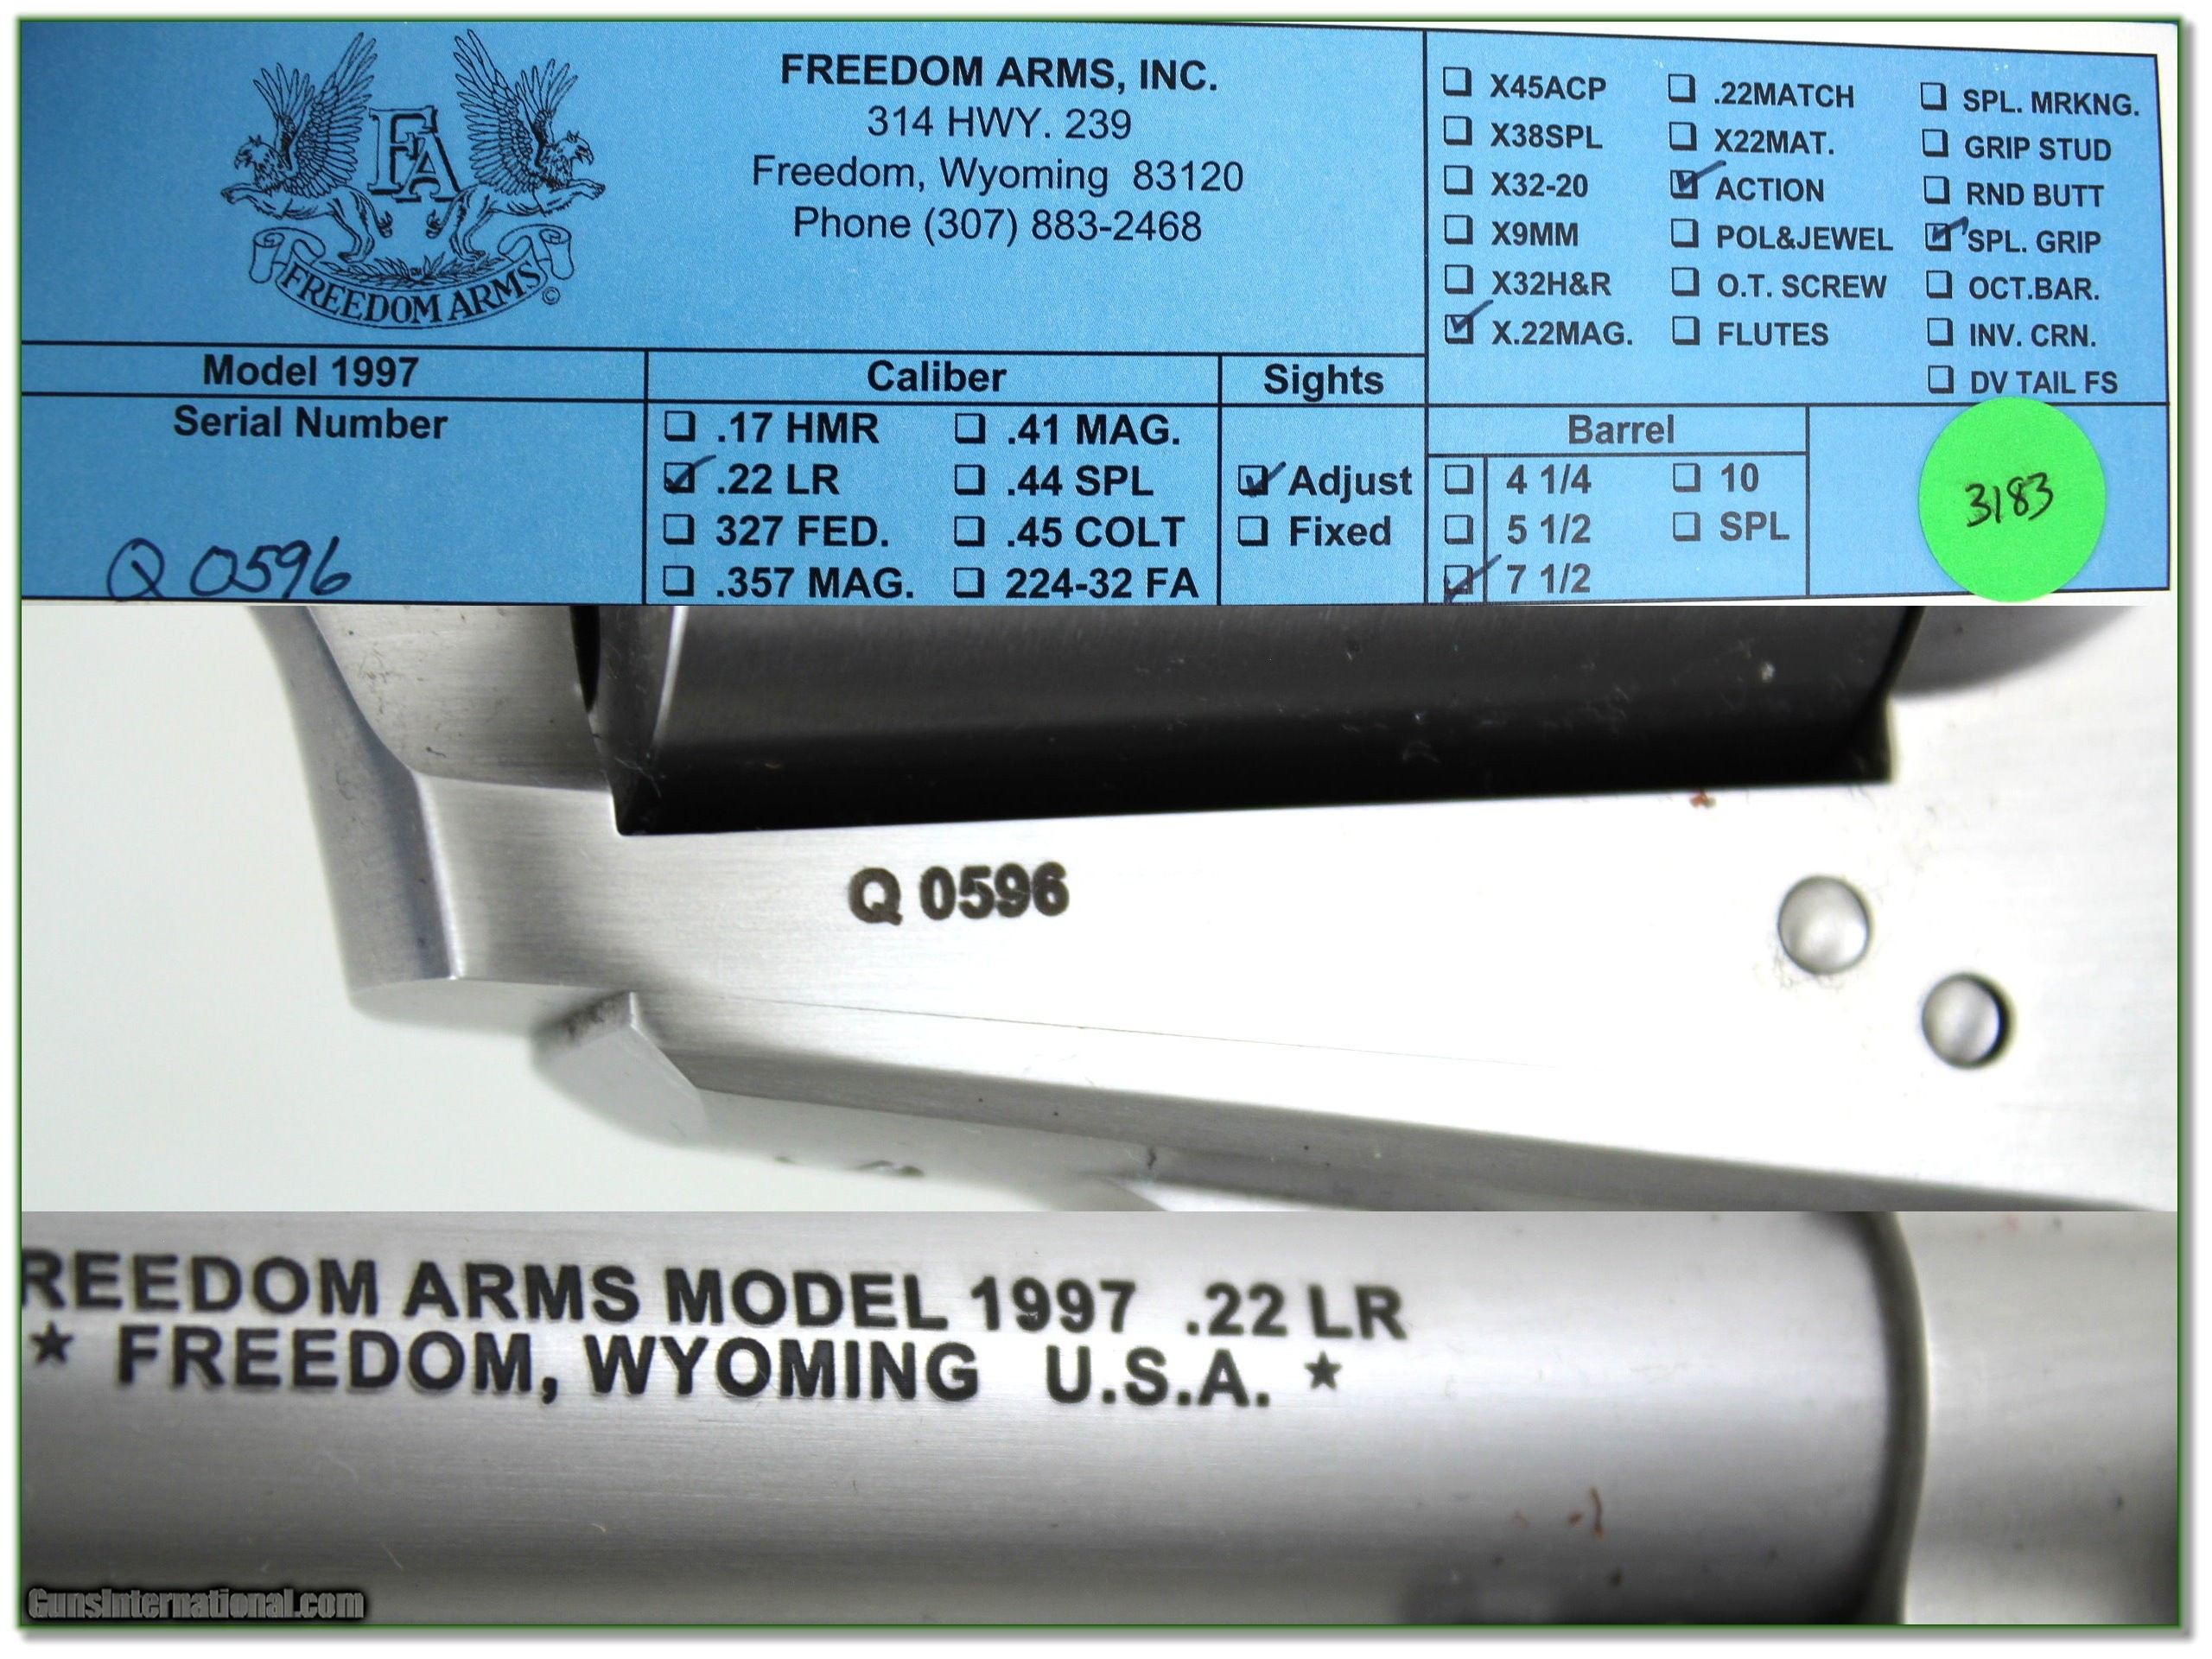 FA
FREEDOM ARMS ©
FREEDOM ARMS, INC.
314 HWY. 239
Freedom, Wyoming 83120
Phone (307) 883-2468
X45ACP
X38SPL
X32-20
X9MM
X32H&R
X.22MAG.
.22MATCH
X22MAT.
ACTION
POL&JEWEL
O.T. SCREW
FLUTES
SPL. MRKNG.
GRIP STUD
RND BUTT
SPL. GRIP
OCT.BAR.
INV. CRN.
DV TAIL FS
Model 1997
Serial Number
Q 0596
Caliber
.17 HMR
.22 LR
327 FED.
.357 MAG.
.41 MAG.
.44 SPL
.45 COLT
224-32 FA
Sights
Adjust
Fixed
Barrel
4 1/4
5 1/2
7 1/2
10
SPL
3183
Q 0596
REEDOM ARMS MODEL 1997 .22 LR
★ FREEDOM, WYOMING U.S.A. ★
GunsInternational.com